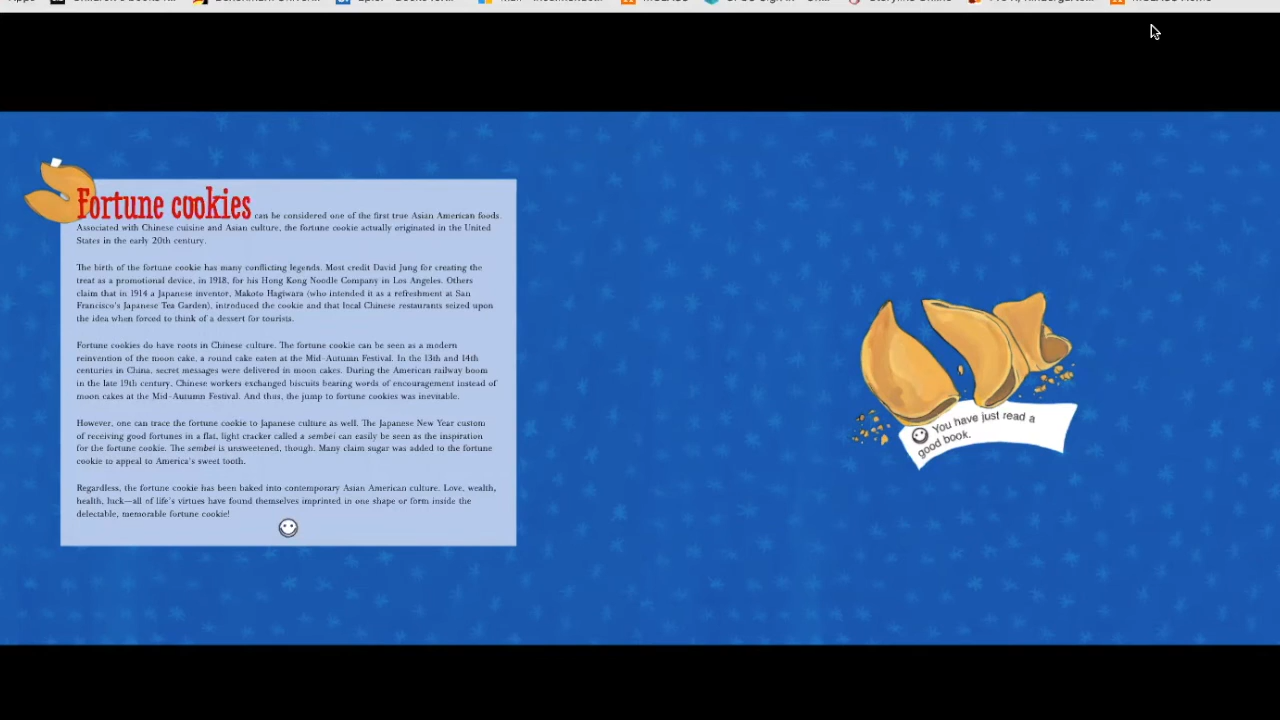 Fortune cookies can be considered one of the first true Asian American foods.
Associated with Chinese cuisine and Asian culture, the fortune cookie actually originated in the United
States in the early 20th century.
The birth of the fortune cookie has many conflicting legends. Most credit David Jung for creating the
treat as a promotional device, in 1918, for his Hong Kong Noodle Company in Los Angeles. Others
claim that in 1914 a Japanese inventor, Makoto Hagiwara (who intended it as a refreshment at San
Francisco's Japanese Tea Garden), introduced the cookie and that local Chinese restaurants seized upon
the idea when forced to think of a dessert for tourists.
Fortune cookies do have roots in Chinese culture. The fortune cookie can be seen as a modern
reinvention of the moon cake, a round cake eaten at the Mid-Autumn Festival. In the 13th and 14th
centuries in China, secret messages were delivered in moon cakes. During the American railway boom
in the late 19th century, Chinese workers exchanged biscuits bearing words of encouragement instead of
moon cakes at the Mid-Autumn Festival. And thus, the jump to fortune cookies was inevitable.
However, one can trace the fortune cookie to Japanese culture as well. The Japanese New Year custom
of receiving good fortunes in a flat, light cracker called a sembei can easily be seen as the inspiration
for the fortune cookie. The sembei is unsweetened, though. Many claim sugar was added to the fortune
cookie to appeal to America's sweet tooth.
Regardless, the fortune cookie has been baked into contemporary Asian American culture. Love, wealth,
health, luck—all of life's virtues have found themselves imprinted in one shape or form inside the
delectable, memorable fortune cookie!
You have just read a
good book.